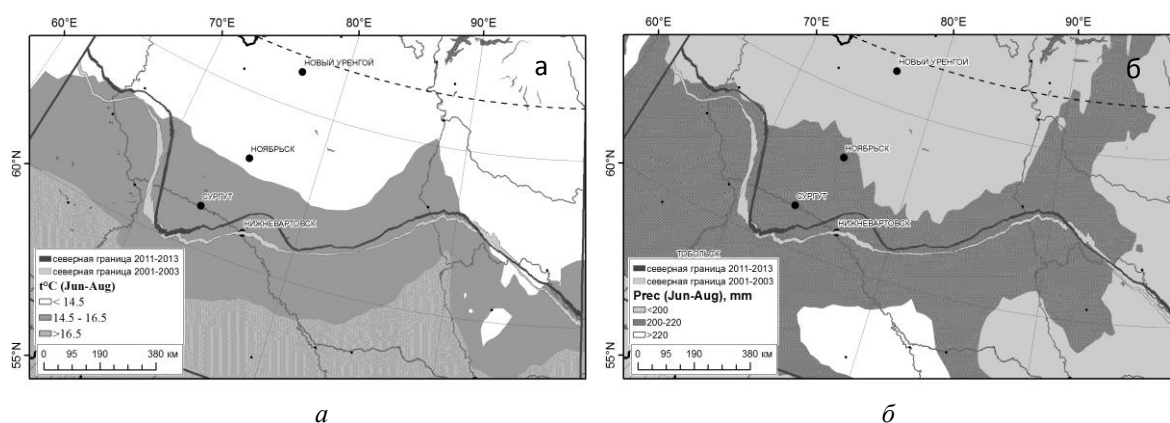 60°E
70°E
80°E
90°E
а
НОВЫЙ УРЕНГОЙ
60°N
НОЯБРЬСК
СУРГУТ
НИЖНЕВАРТОВСК
северная граница 2011-2013
северная граница 2001-2003
t°C (Jun-Aug)
< 14.5
14.5 - 16.5
>16.5
0 95 190 380 км
55°N
60°E
70°E
80°E
90°E
б
НОВЫЙ УРЕНГОЙ
60°N
НОЯБРЬСК
СУРГУТ
НИЖНЕВАРТОВСК
ТОБОЛЬСК
северная граница 2011-2013
северная граница 2001-2003
Prec (Jun-Aug), mm
<200
200-220
>220
0 95 190 380 км
55°N
а
б